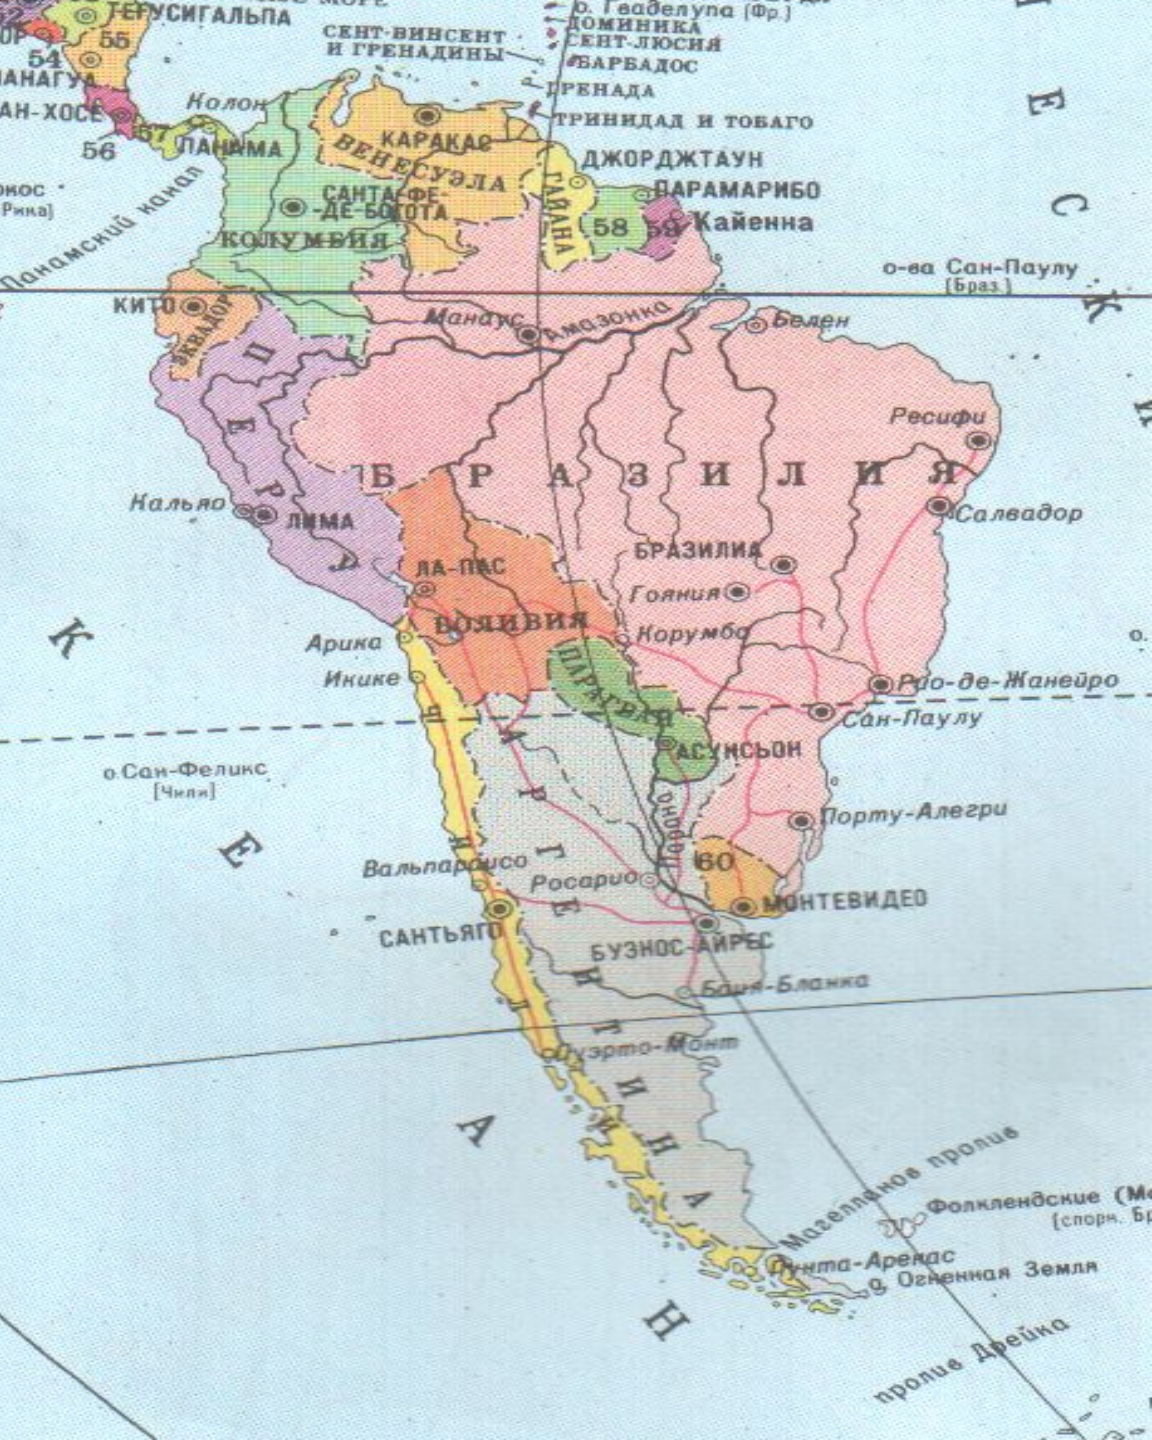 ТЕГУСИГАЛЬПА
о. Гваделупа (Фр.)
ДОМИНИКА
СЕНТ-ЛЮСИЯ
СЕНТ-ВИНСЕНТ
И ГРЕНАДИНЫ
БАРБАДОС
ГРЕНАДА
ТРИНИДАД И ТОБАГО
55
54
АН-ХОСЕ
56
57
Колон
ПАНАМА
Панамский канал
КАРАКАС
ВЕНЕСУЭЛА
ДЖОРДЖТАУН
ГАЙАНА
ПАРАМАРИБО
58
59
Кайенна
САНТА-ФЕ-
-ДЕ-БОГОТА
КОЛУМБИЯ
о-ва Сан-Паулу
[Браз.]
КИТО
ЭКВАДОР
Манаус
Амазонка
Белен
ПЕРУ
Ресифи
БРАЗИЛИЯ
Кальяо
ЛИМА
Салвадор
БРАЗИЛИА
ЛА-ПАС
Гояния
БОЛИВИЯ
Корумба
Арика
Икике
ПАРАГВАЙ
Рио-де-Жанейро
Сан-Паулу
АСУНСЬОН
о.Сан-Феликс
[Чили]
ЧИЛИ
АРГЕНТИНА
Порту-Алегри
60
Вальпараисо
Росарио
МОНТЕВИДЕО
САНТЬЯГО
БУЭНОС-АЙРЕС
Баия-Бланка
Пуэрто-Монт
Магелланов пролив
Фолклендские (М
[спорн. Бр
Пунта-Аренас
о. Огненная Земля
пролив Дрейка
К
Е
А
Н
Е
С
К